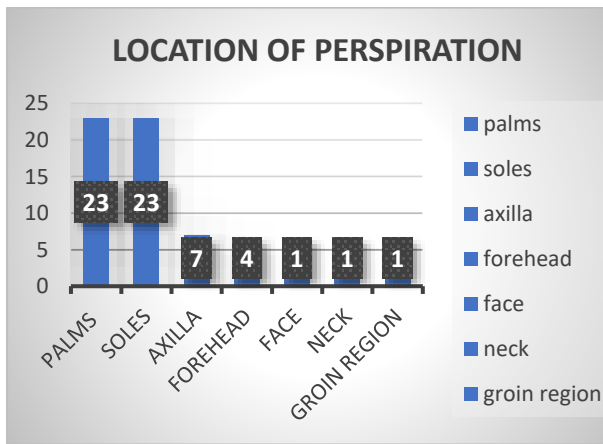 LOCATION OF PERSPIRATION
25
20
15
10
5
0
23
23
7
4
1
1
1
PALMS
SOLES
AXILLA
FOREHEAD
FACE
NECK
GROIN REGION
palms
soles
axilla
forehead
face
neck
groin region